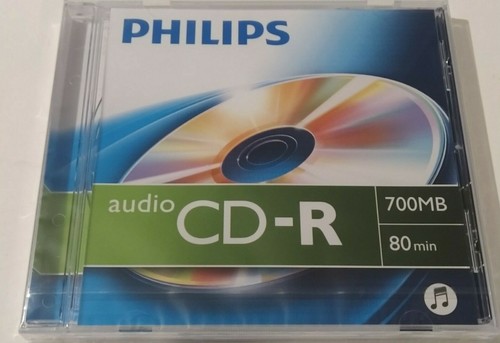 PHILIPS
audio CD-R
700MB
80 min